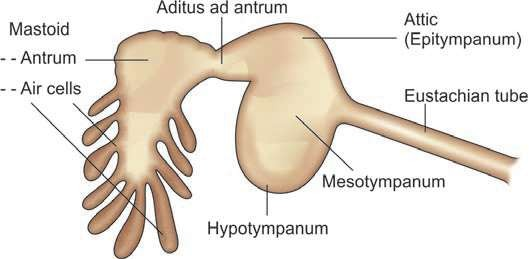 Aditus ad antrum
Mastoid
- - Antrum
- - Air cells
Attic
(Epitympanum)
Eustachian tube
Mesotympanum
Hypotympanum